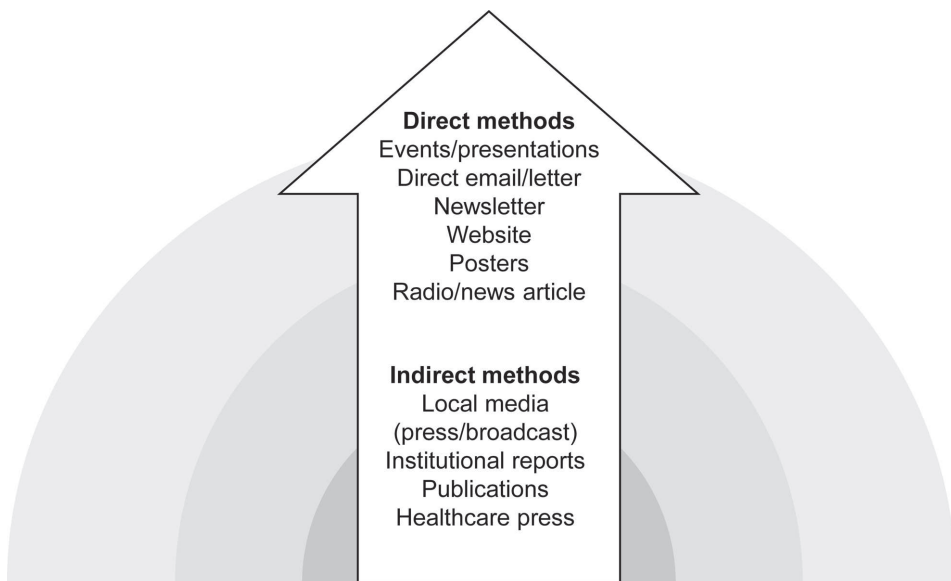 Direct methods
Events/presentations
Direct email/letter
Newsletter
Website
Posters
Radio/news article
Indirect methods
Local media
(press/broadcast)
Institutional reports
Publications
Healthcare press